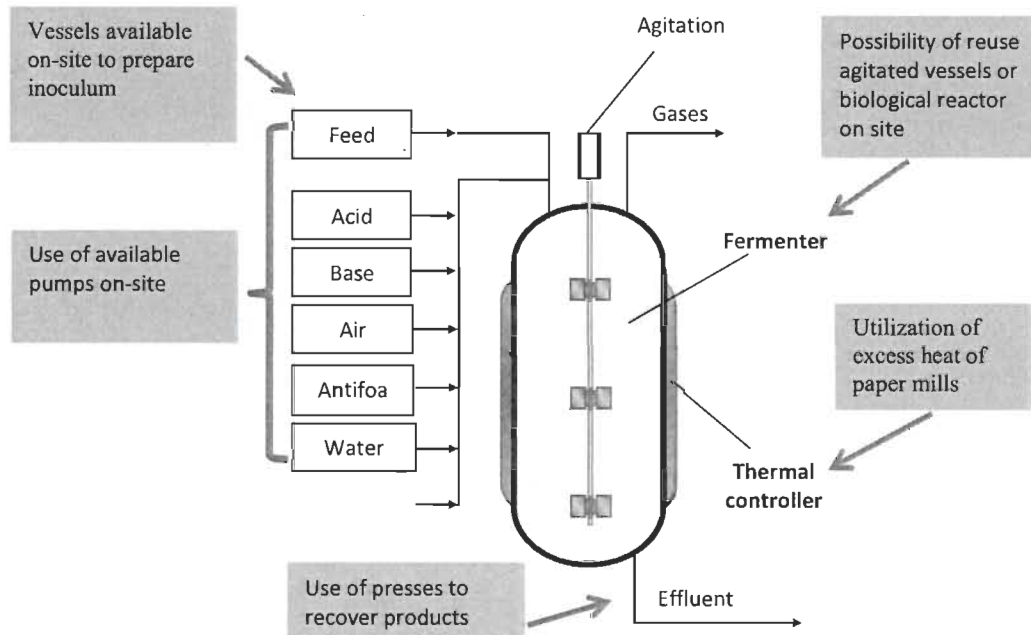 Vessels available
on-site to prepare
inoculum
Agitation
Possibility of reuse
agitated vessels or
biological reactor
on site
Gases
Feed
Acid
Use of available
pumps on-site
Base
Fermenter
Air
Utilization of
excess heat of
paper mills
Antifoa
Water
Thermal
controller
Use of presses to
recover products
Effluent